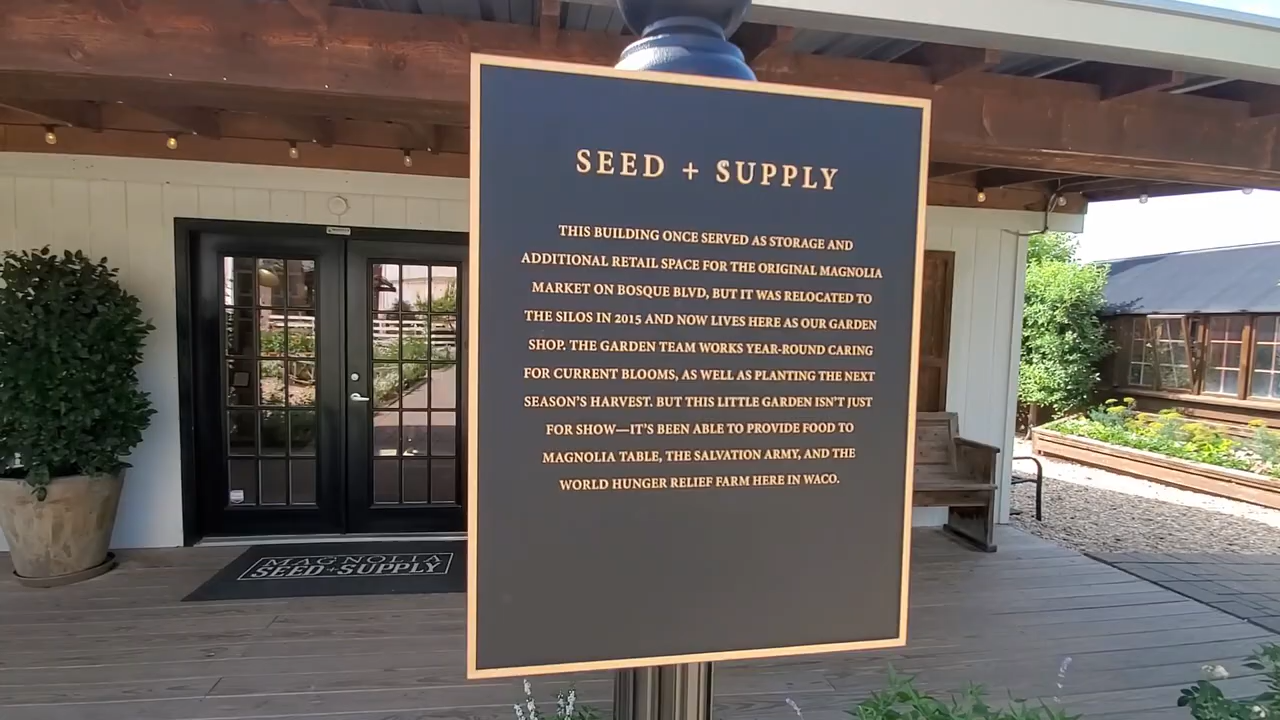 SEED + SUPPLY
THIS BUILDING ONCE SERVED AS STORAGE AND
ADDITIONAL RETAIL SPACE FOR THE ORIGINAL MAGNOLIA
MARKET ON BOSQUE BLVD, BUT IT WAS RELOCATED TO
THE SILOS IN 2015 AND NOW LIVES HERE AS OUR GARDEN
SHOP. THE GARDEN TEAM WORKS YEAR-ROUND CARING
FOR CURRENT BLOOMS, AS WELL AS PLANTING THE NEXT
SEASON'S HARVEST. BUT THIS LITTLE GARDEN ISN'T JUST
FOR SHOW—IT'S BEEN ABLE TO PROVIDE FOOD TO
MAGNOLIA TABLE, THE SALVATION ARMY, AND THE
WORLD HUNGER RELIEF FARM HERE IN WACO.
MAGNOLIA
SEED+SUPPLY